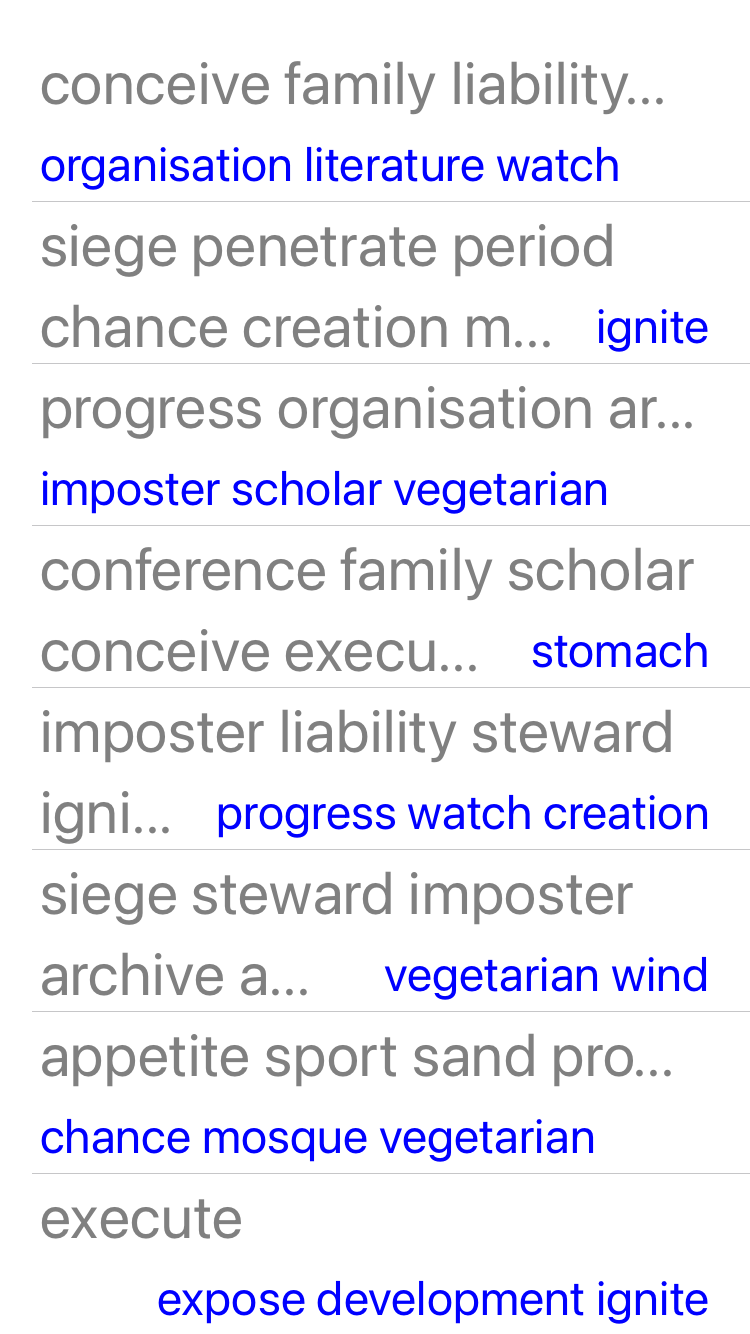 conceive family liability...
organisation literature watch
siege penetrate period
chance creation m... ignite
progress organisation ar...
imposter scholar vegetarian
conference family scholar
conceive execu... stomach
imposter liability steward
igni... progress watch creation
siege steward imposter
archive a... vegetarian wind
appetite sport sand pro...
chance mosque vegetarian
execute
expose development ignite